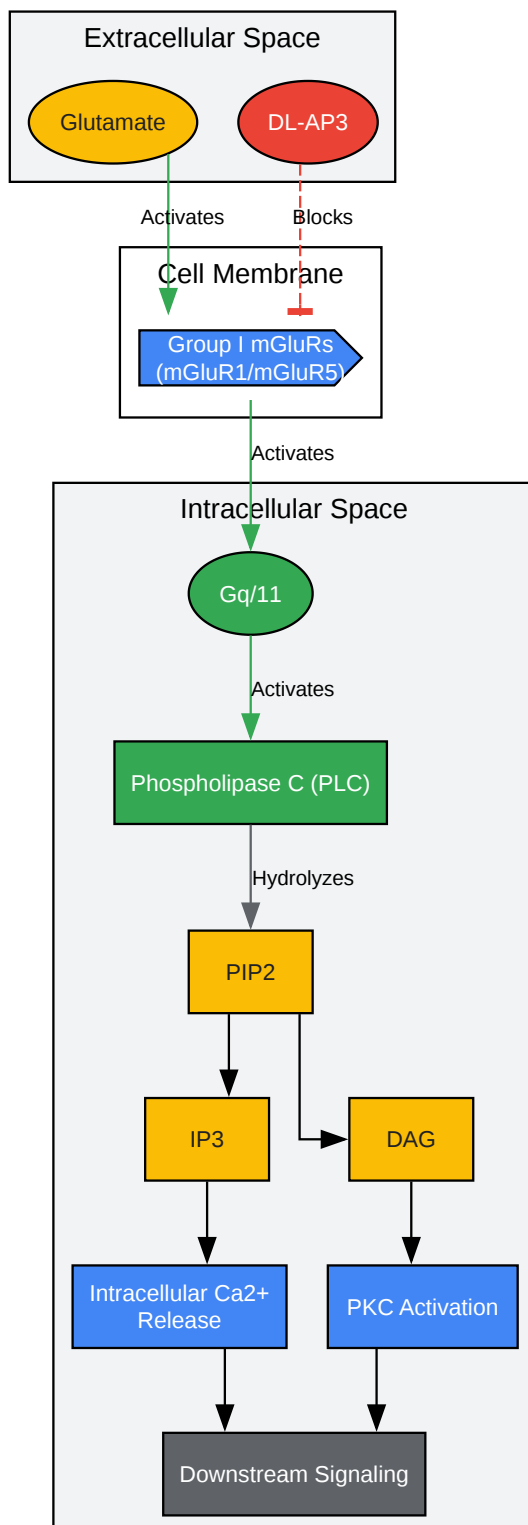 Extracellular Space
Glutamate
DL-AP3
Activates
Blocks
Cell Membrane
Group I mGluRs
(mGluR1/mGluR5)
Activates
Intracellular Space
Gq/11
Activates
Phospholipase C (PLC)
Hydrolyzes
PIP2
IP3
DAG
Intracellular Ca2+
Release
PKC Activation
Downstream Signaling